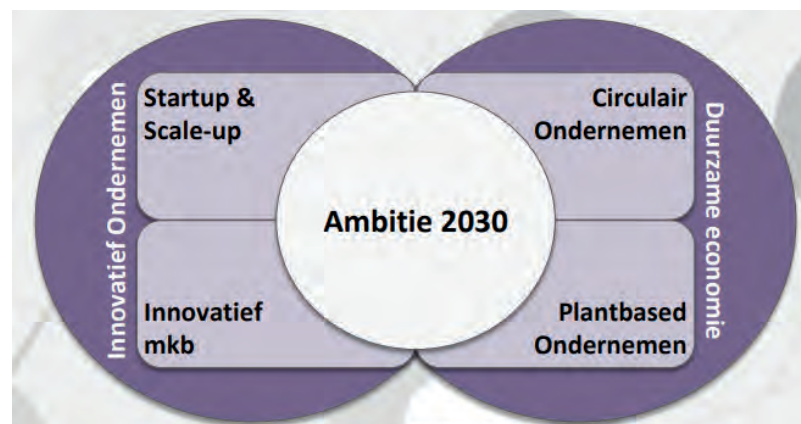 Innovatief Ondernemen
Startup &
Scale-up
Innovatief
mkb
Ambitie 2030
Circulair
Ondernemen
Plantbased
Ondernemen
Duurzame economie